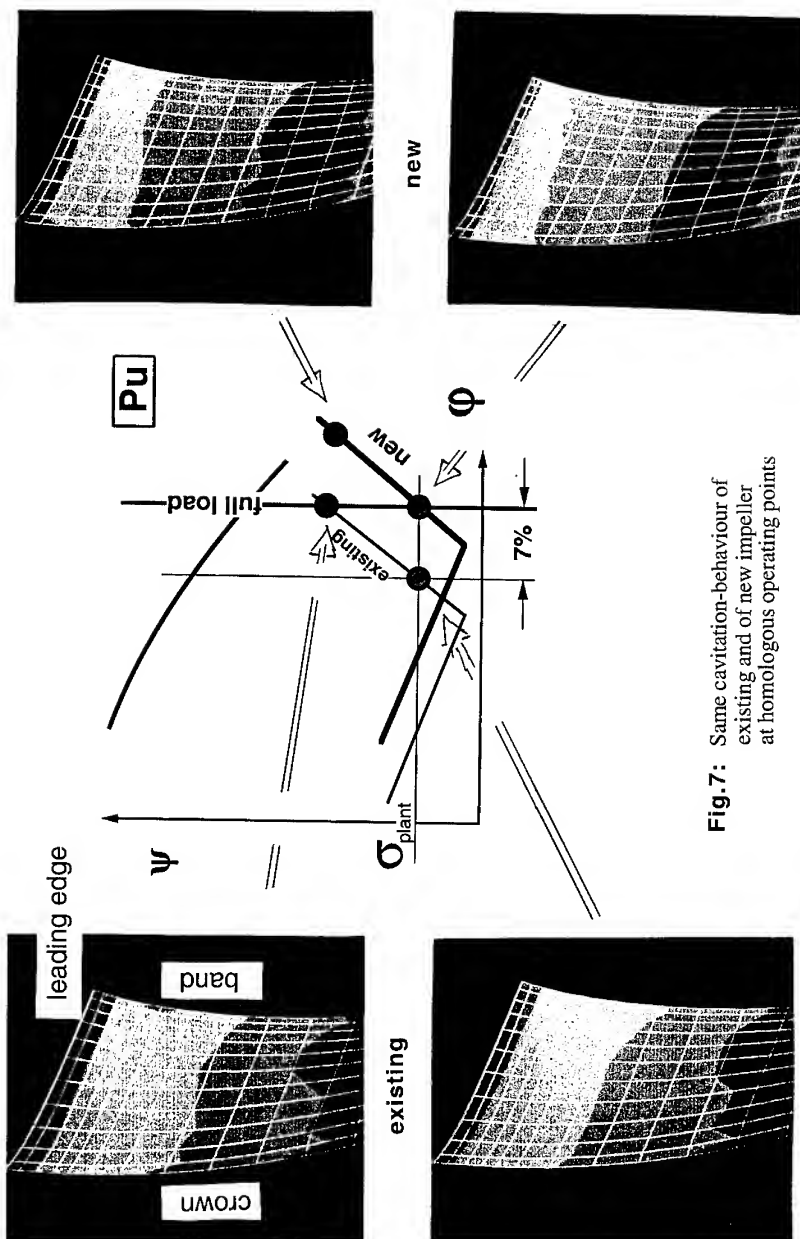 leading edge
band
crown
existing
new
Pu
full load
existing
new
ψ
σplant
φ
7%
Fig.7: Same cavitation-behaviour of
existing and of new impeller
at homologous operating points